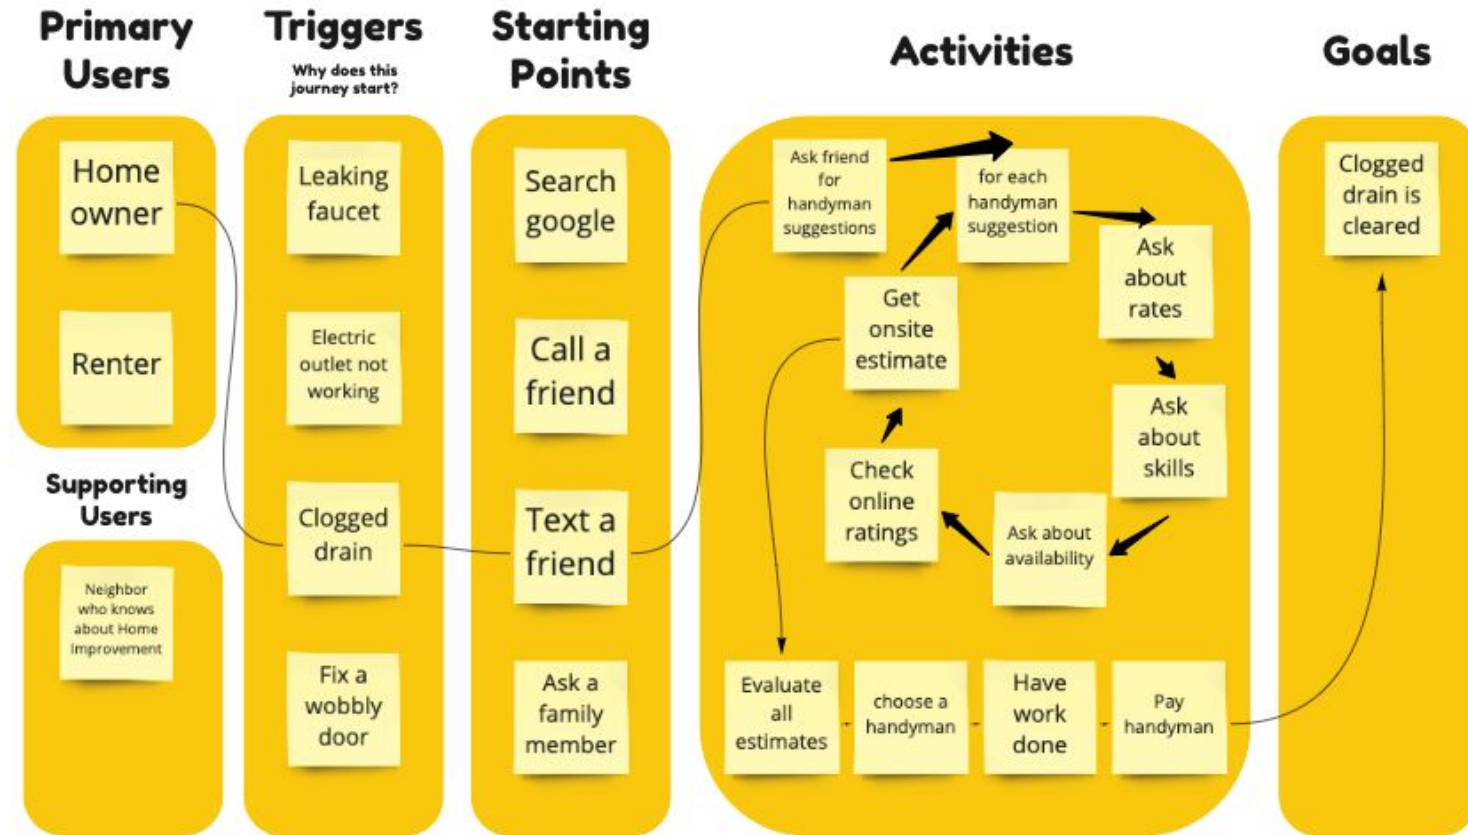 Primary
Users
Home
owner
Renter
Supporting
Users
Neighbor
who knows
about Home
Improvement
Triggers
Why does this
journey start?
Leaking
faucet
Electric
outlet not
working
Clogged
drain
Fix a
wobbly
door
Starting
Points
Search
google
Call a
friend
Text a
friend
Ask a
family
member
Activities
Ask friend
for
handyman
suggestions
for each
handyman
suggestion
Ask
about
rates
Ask
about
skills
Ask about
availability
Check
online
ratings
Get
onsite
estimate
Evaluate
all
estimates
choose a
handyman
Have
work
done
Pay
handyman
Goals
Clogged
drain is
cleared